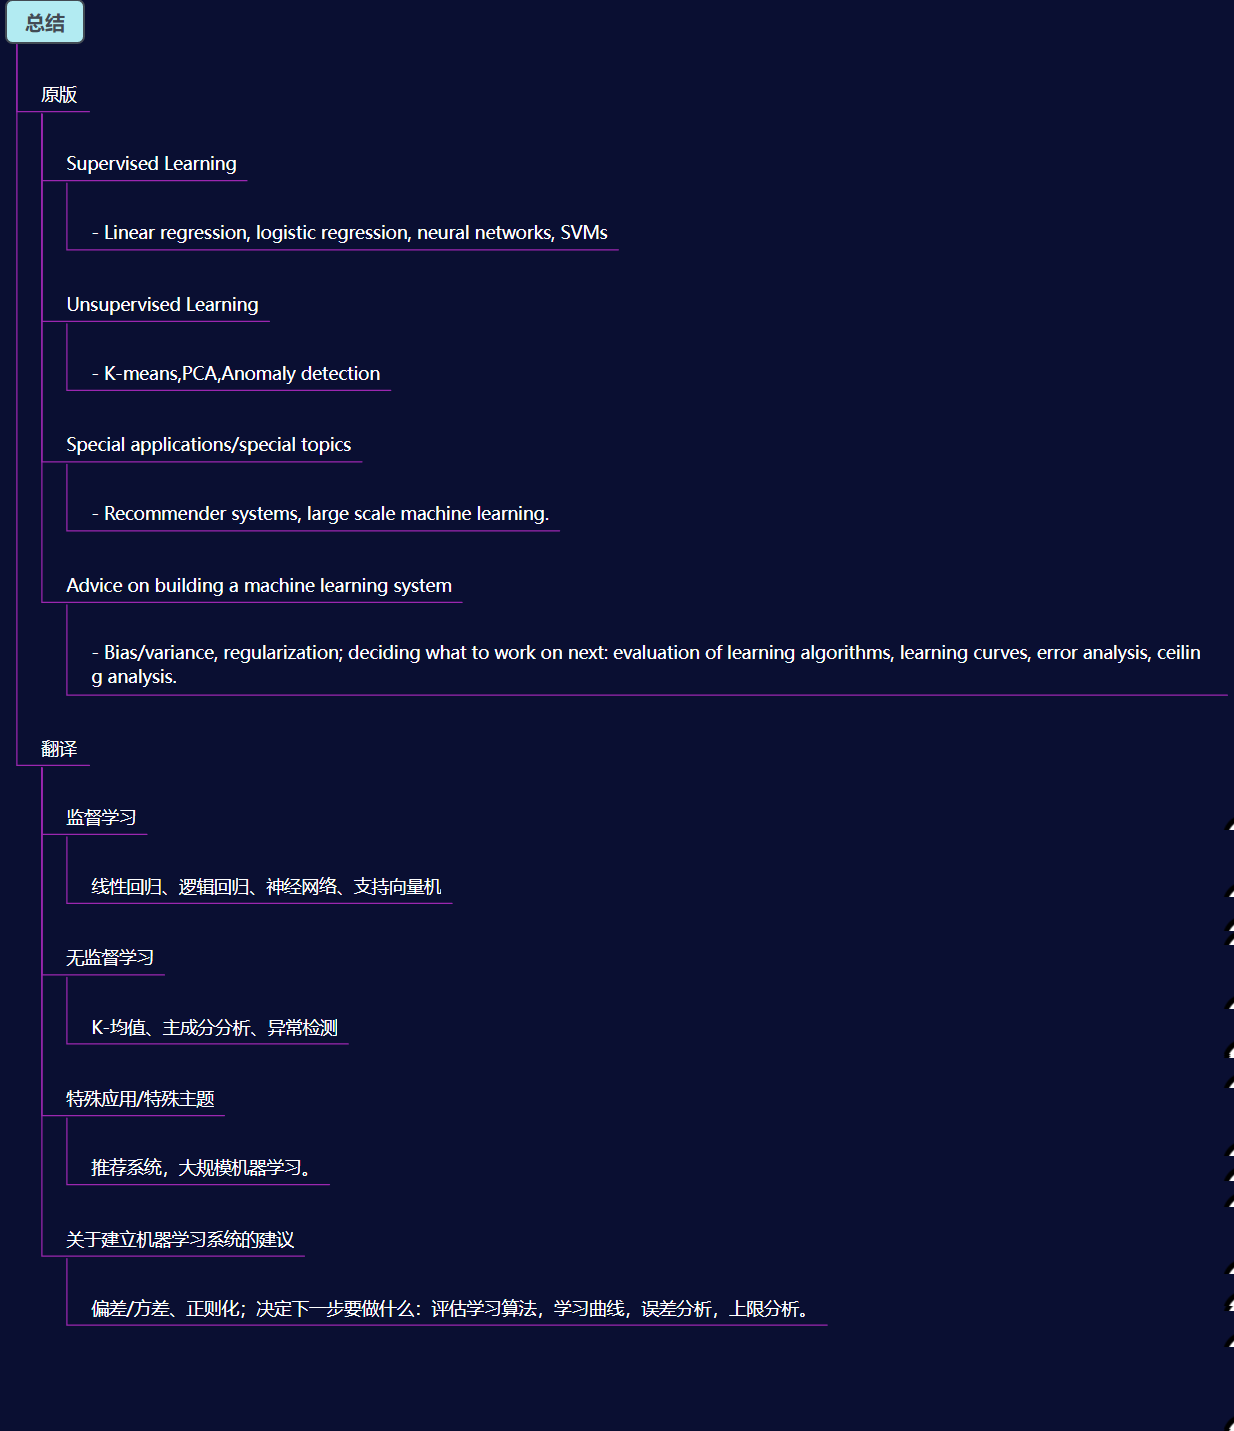 总结
原版
Supervised Learning
- Linear regression, logistic regression, neural networks, SVMs
Unsupervised Learning
- K-means,PCA,Anomaly detection
Special applications/special topics
- Recommender systems, large scale machine learning.
Advice on building a machine learning system
- Bias/variance, regularization; deciding what to work on next: evaluation of learning algorithms, learning curves, error analysis, ceilin
g analysis.
翻译
监督学习
线性回归、逻辑回归、神经网络、支持向量机
无监督学习
K-均值、主成分分析、异常检测
特殊应用/特殊主题
推荐系统，大规模机器学习。
关于建立机器学习系统的建议
偏差/方差、正则化；决定下一步要做什么：评估学习算法，学习曲线，误差分析，上限分析。